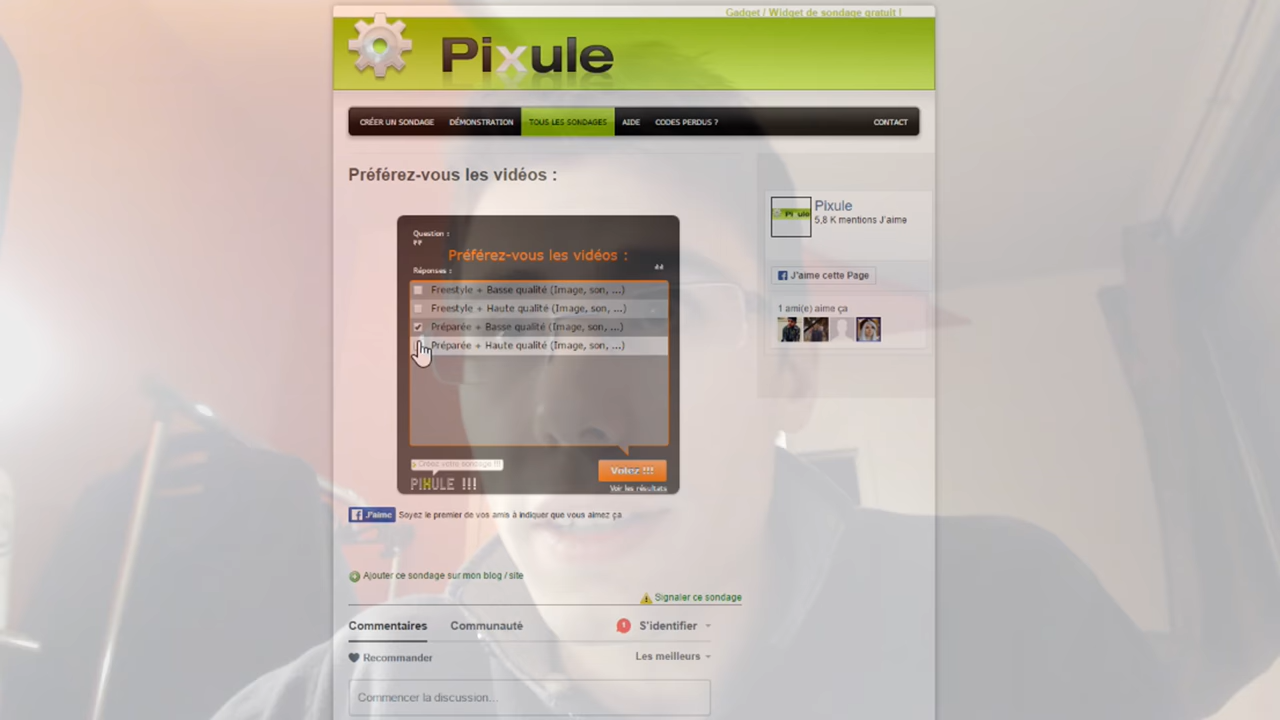 Gadget / Widget de sondage gratuit !
Pixule
CRÉER UN SONDAGE DÉMONSTRATION TOUS LES SONDAGES AIDE CODES PERDUS ? CONTACT
Préférez-vous les vidéos :
Question :
Préférez-vous les vidéos :
Réponses :
Freestyle + Basse qualité (Image, son, ...)
Freestyle + Haute qualité (Image, son, ...)
Préparée + Basse qualité (Image, son, ...)
Préparée + Haute qualité (Image, son, ...)
Créez votre sondage !!!
PIXULE !!!
Votez !!!
Voir les résultats
Pixule
5,8 K mentions J'aime
Pixule
J'aime cette Page
1 ami(e) aime ça
J'aime Soyez le premier de vos amis à indiquer que vous aimez ça
Ajouter ce sondage sur mon blog / site
Signaler ce sondage
Commentaires Communauté 1 S'identifier
Recommander Les meilleurs
Commencer la discussion...